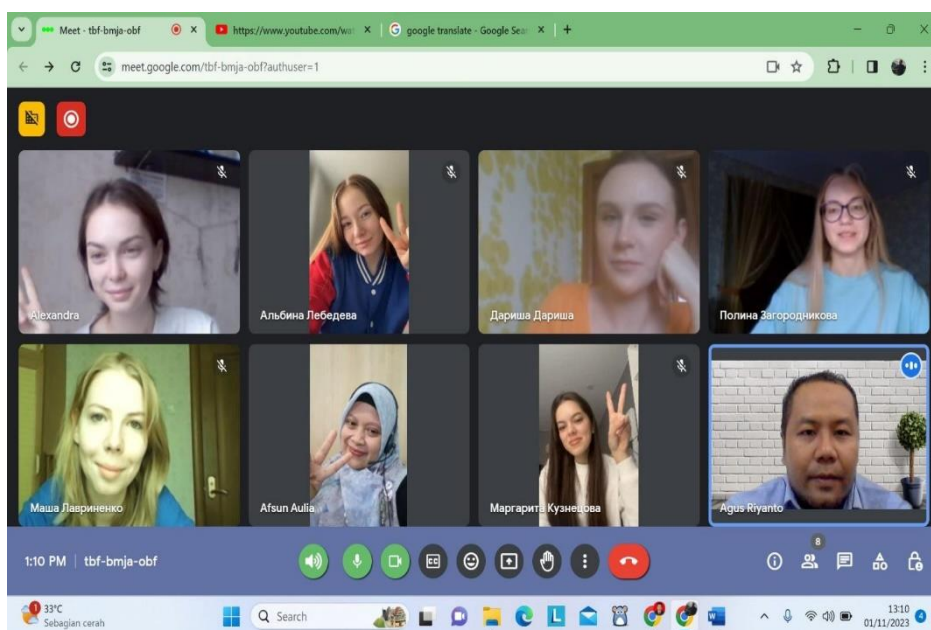 Meet - tbf-bmja-obf
https://www.youtube.com/wat
google translate - Google Sea
meet.google.com/tbf-bmja-obf?authuser=1
Alexandra
Альбина Лебедева
Дариша Дариша
Полина Загородникова
Маша Лавриненко
Afsun Aulia
Маргарита Кузнецова
Agus Riyanto
1:10 PM | tbf-bmja-obf
CC
8
33°C
Sebagian cerah
Search
13:10
01/11/2023